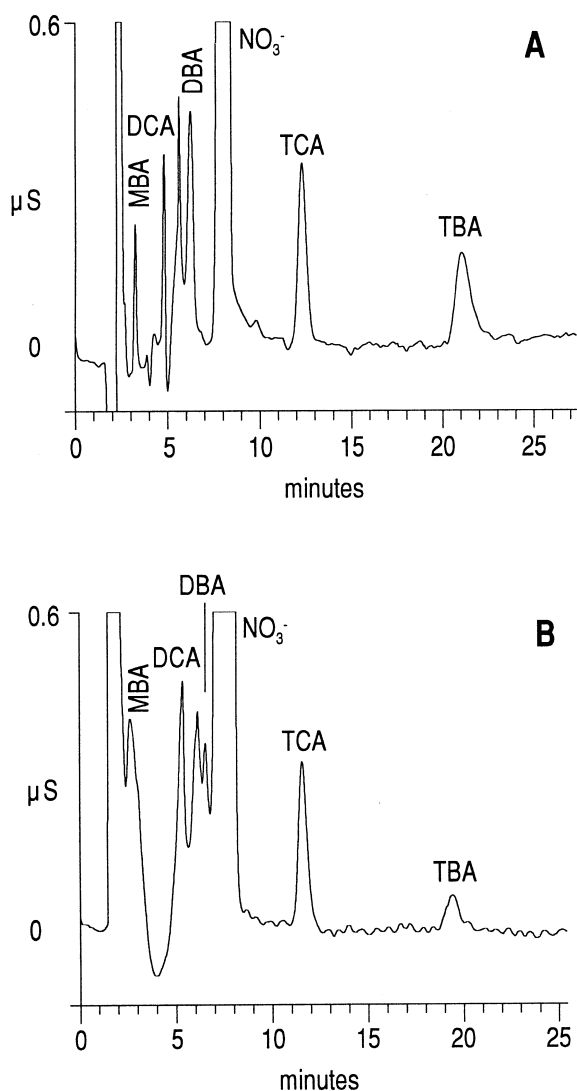 0.6
A
NO₃⁻
DBA
DCA
MBA
TCA
TBA
µS
0
0 5 10 15 20 25
minutes
DBA
0.6
B
NO₃⁻
DCA
MBA
TCA
TBA
µS
0
0 5 10 15 20 25
minutes